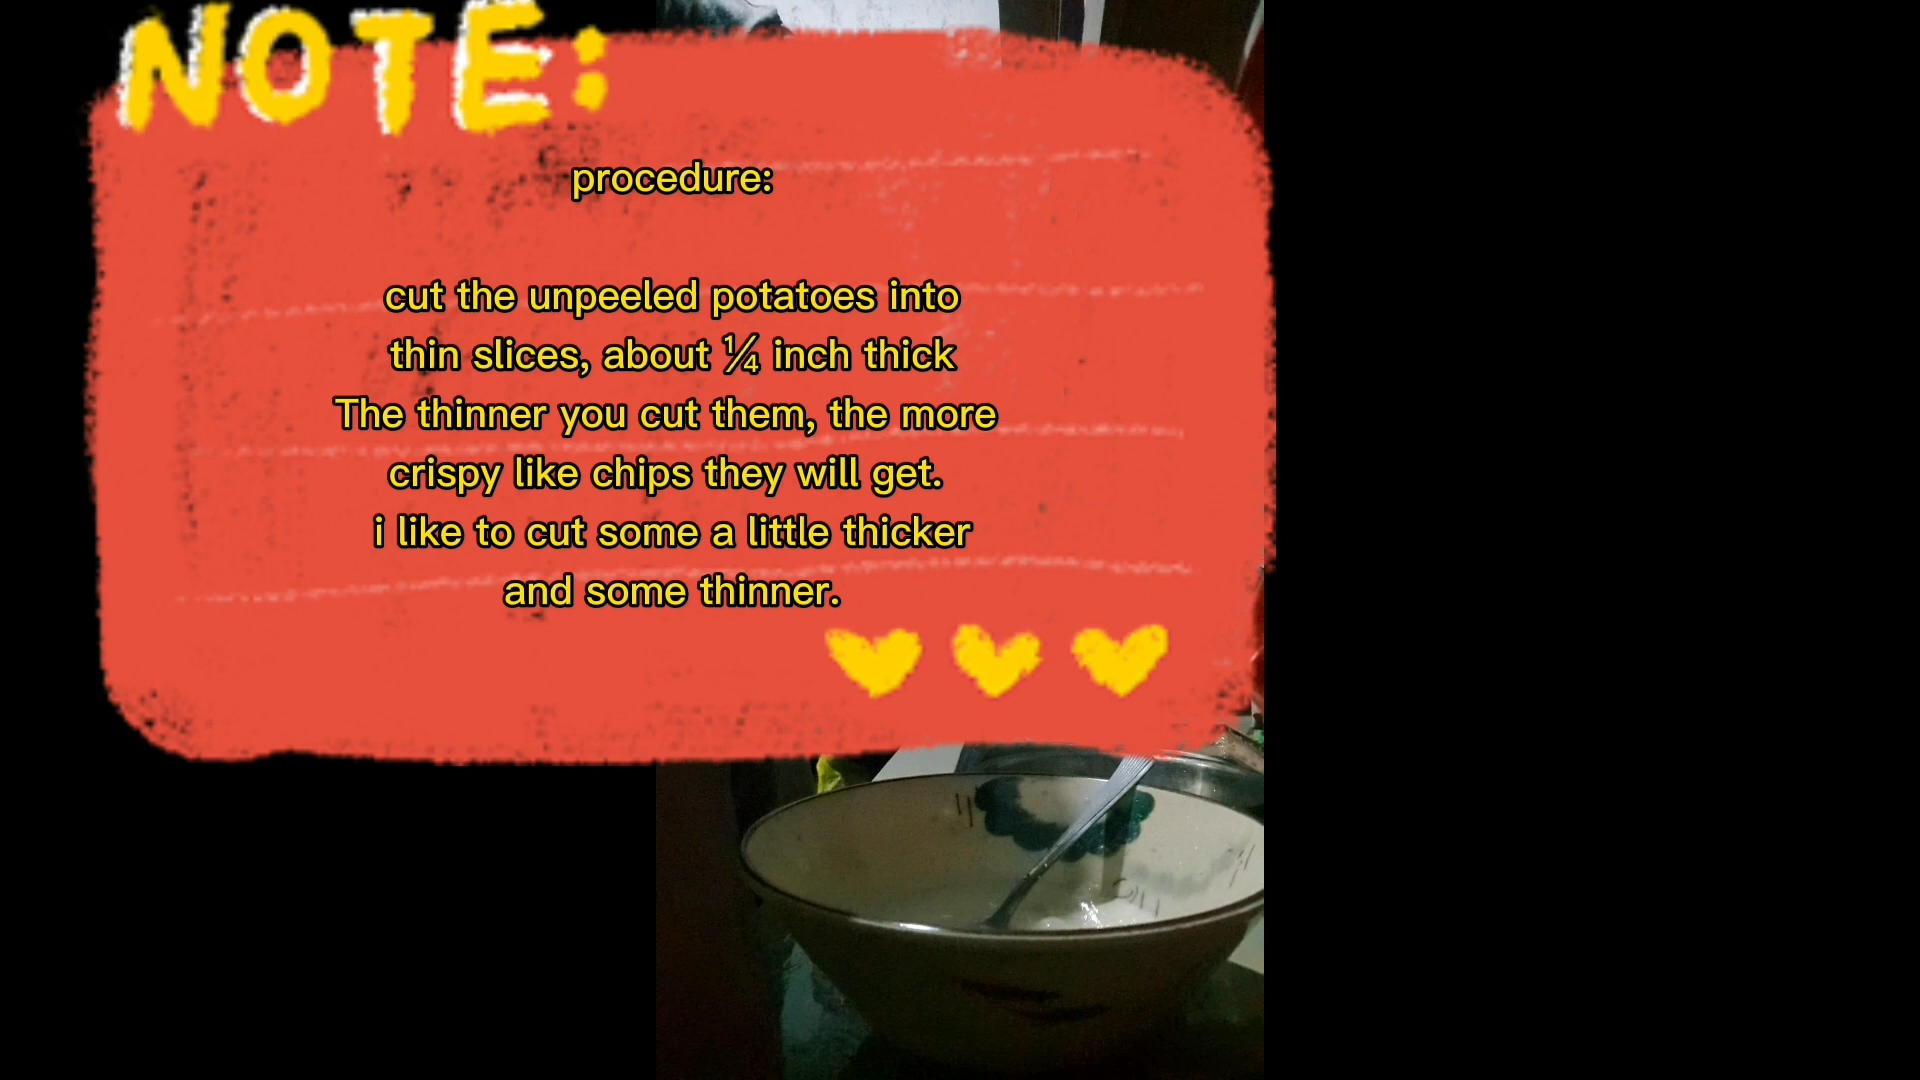 NOTE:
procedure:
cut the unpeeled potatoes into
thin slices, about ¼ inch thick
The thinner you cut them, the more
crispy like chips they will get.
i like to cut some a little thicker
and some thinner.